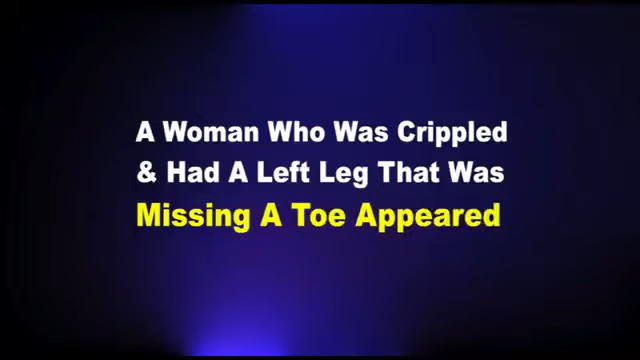 A Woman Who Was Crippled
& Had A Left Leg That Was
Missing A Toe Appeared